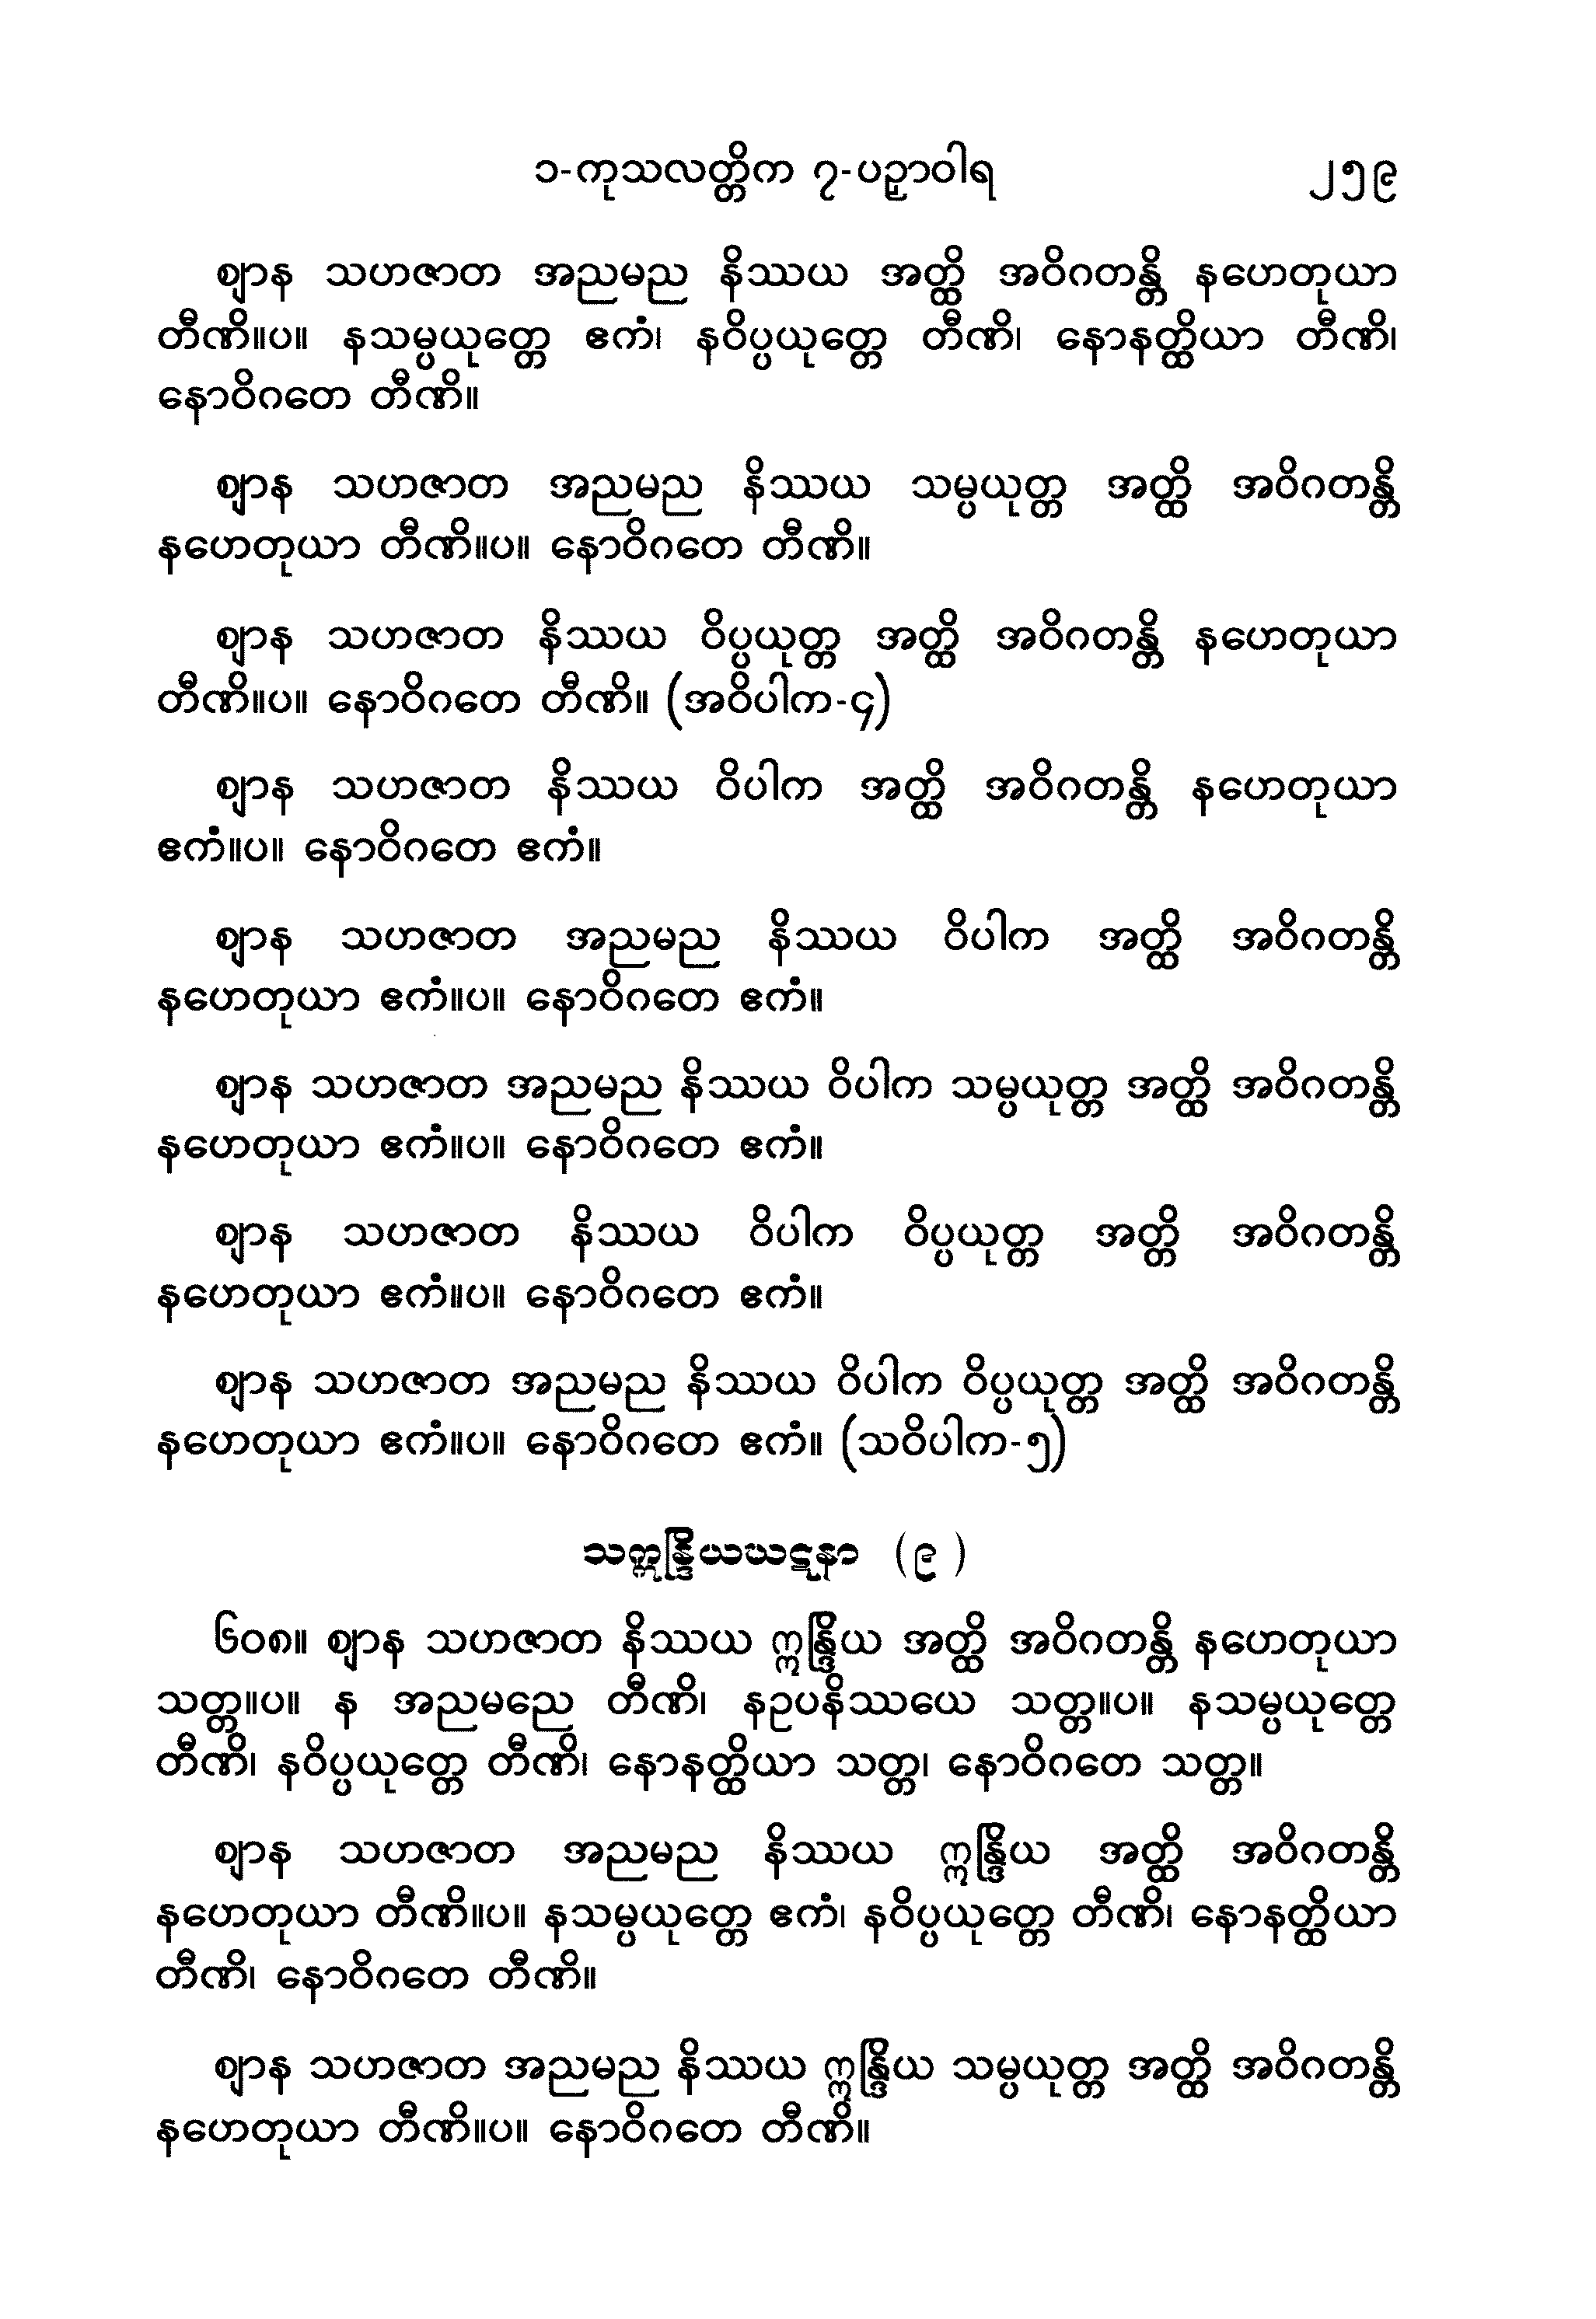 ၁-ကုသလတ္တိက ၇-ပဉှာဝါရ ၂၅၉
ဈာန သဟဇာတ အညမည နိဿယ အတ္ထိ အဝိဂတန္တိ နဟေတုယာ
တီဏိ။ပ။ နသမ္ပယုတ္တေ ဧကံ၊ နဝိပ္ပယုတ္တေ တီဏိ၊ နောနတ္ထိယာ တီဏိ၊
နောဝိဂတေ တီဏိ။
ဈာန သဟဇာတ အညမည နိဿယ သမ္ပယုတ္တ အတ္ထိ အဝိဂတန္တိ
နဟေတုယာ တီဏိ။ပ။ နောဝိဂတေ တီဏိ။
ဈာန သဟဇာတ နိဿယ ဝိပ္ပယုတ္တ အတ္ထိ အဝိဂတန္တိ နဟေတုယာ
တီဏိ။ပ။ နောဝိဂတေ တီဏိ။ (အဝိပါက-၄)
ဈာန သဟဇာတ နိဿယ ဝိပါက အတ္ထိ အဝိဂတန္တိ နဟေတုယာ
ဧကံ။ပ။ နောဝိဂတေ ဧကံ။
ဈာန သဟဇာတ အညမည နိဿယ ဝိပါက အတ္ထိ အဝိဂတန္တိ
နဟေတုယာ ဧကံ။ပ။ နောဝိဂတေ ဧကံ။
ဈာန သဟဇာတ အညမည နိဿယ ဝိပါက သမ္ပယုတ္တ အတ္ထိ အဝိဂတန္တိ
နဟေတုယာ ဧကံ။ပ။ နောဝိဂတေ ဧကံ။
ဈာန သဟဇာတ နိဿယ ဝိပါက ဝိပ္ပယုတ္တ အတ္တိ အဝိဂတန္တိ
နဟေတုယာ ဧကံ။ပ။ နောဝိဂတေ ဧကံ။
ဈာန သဟဇာတ အညမည နိဿယ ဝိပါက ဝိပ္ပယုတ္တ အတ္ထိ အဝိဂတန္တိ
နဟေတုယာ ဧကံ။ပ။ နောဝိဂတေ ဧကံ။ (သဝိပါက-၅)
သဣန္ဒြိယဃဋနာ (၉)
၆၀၈။ ဈာန သဟဇာတ နိဿယ ဣန္ဒြိယ အတ္ထိ အဝိဂတန္တိ နဟေတုယာ
သတ္တ။ပ။ န အညမညေ တီဏိ၊ နဥပနိဿယေ သတ္တ။ပ။ နသမ္ပယုတ္တေ
တီဏိ၊ နဝိပ္ပယုတ္တေ တီဏိ၊ နောနတ္ထိယာ သတ္တ၊ နောဝိဂတေ သတ္တ။
ဈာန သဟဇာတ အညမည နိဿယ ဣန္ဒြိယ အတ္ထိ အဝိဂတန္တိ
နဟေတုယာ တီဏိ။ပ။ နသမ္ပယုတ္တေ ဧကံ၊ နဝိပ္ပယုတ္တေ တီဏိ၊ နောနတ္ထိယာ
တီဏိ၊ နောဝိဂတေ တီဏိ။
ဈာန သဟဇာတ အညမည နိဿယ ဣန္ဒြိယ သမ္ပယုတ္တ အတ္ထိ အဝိဂတန္တိ
နဟေတုယာ တီဏိ။ပ။ နောဝိဂတေ တီဏိ။